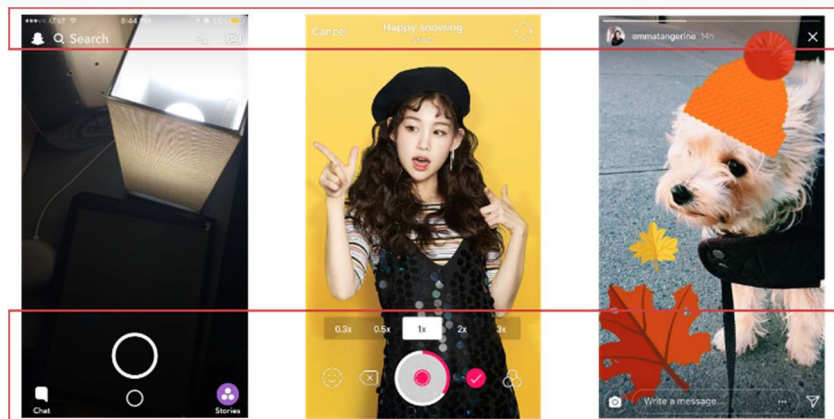 AT&T 8:44 PM
Search
Chat
Stories
Cancel
Happy snowing
0.3x 0.5x 1x 2x 3x
emmatangerine 14h
Write a message...